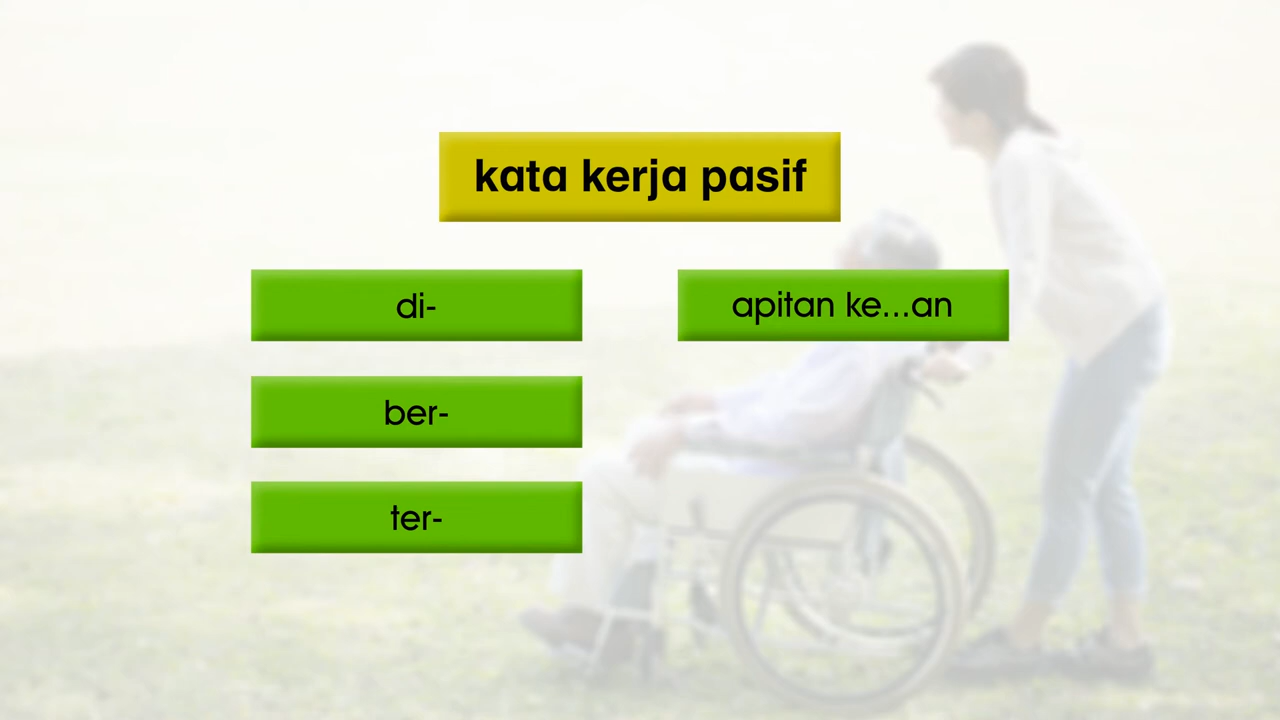 kata kerja pasif
di-
apitan ke...an
ber-
ter-